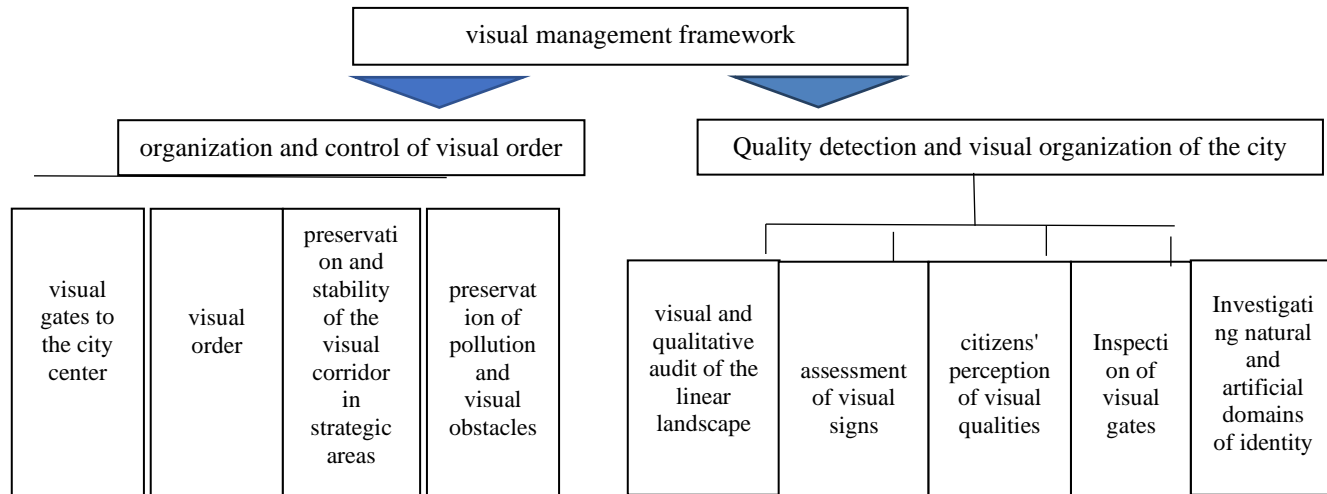 visual management framework
organization and control of visual order
Quality detection and visual organization of the city
visual
gates to
the city
center
visual
order
preservati
on and
stability
of the
visual
corridor
in
strategic
areas
preservat
ion of
pollution
and
visual
obstacles
visual and
qualitative
audit of the
linear
landscape
assessment
of visual
signs
citizens'
perception
of visual
qualities
Inspecti
on of
visual
gates
Investigati
ng natural
and
artificial
domains
of identity